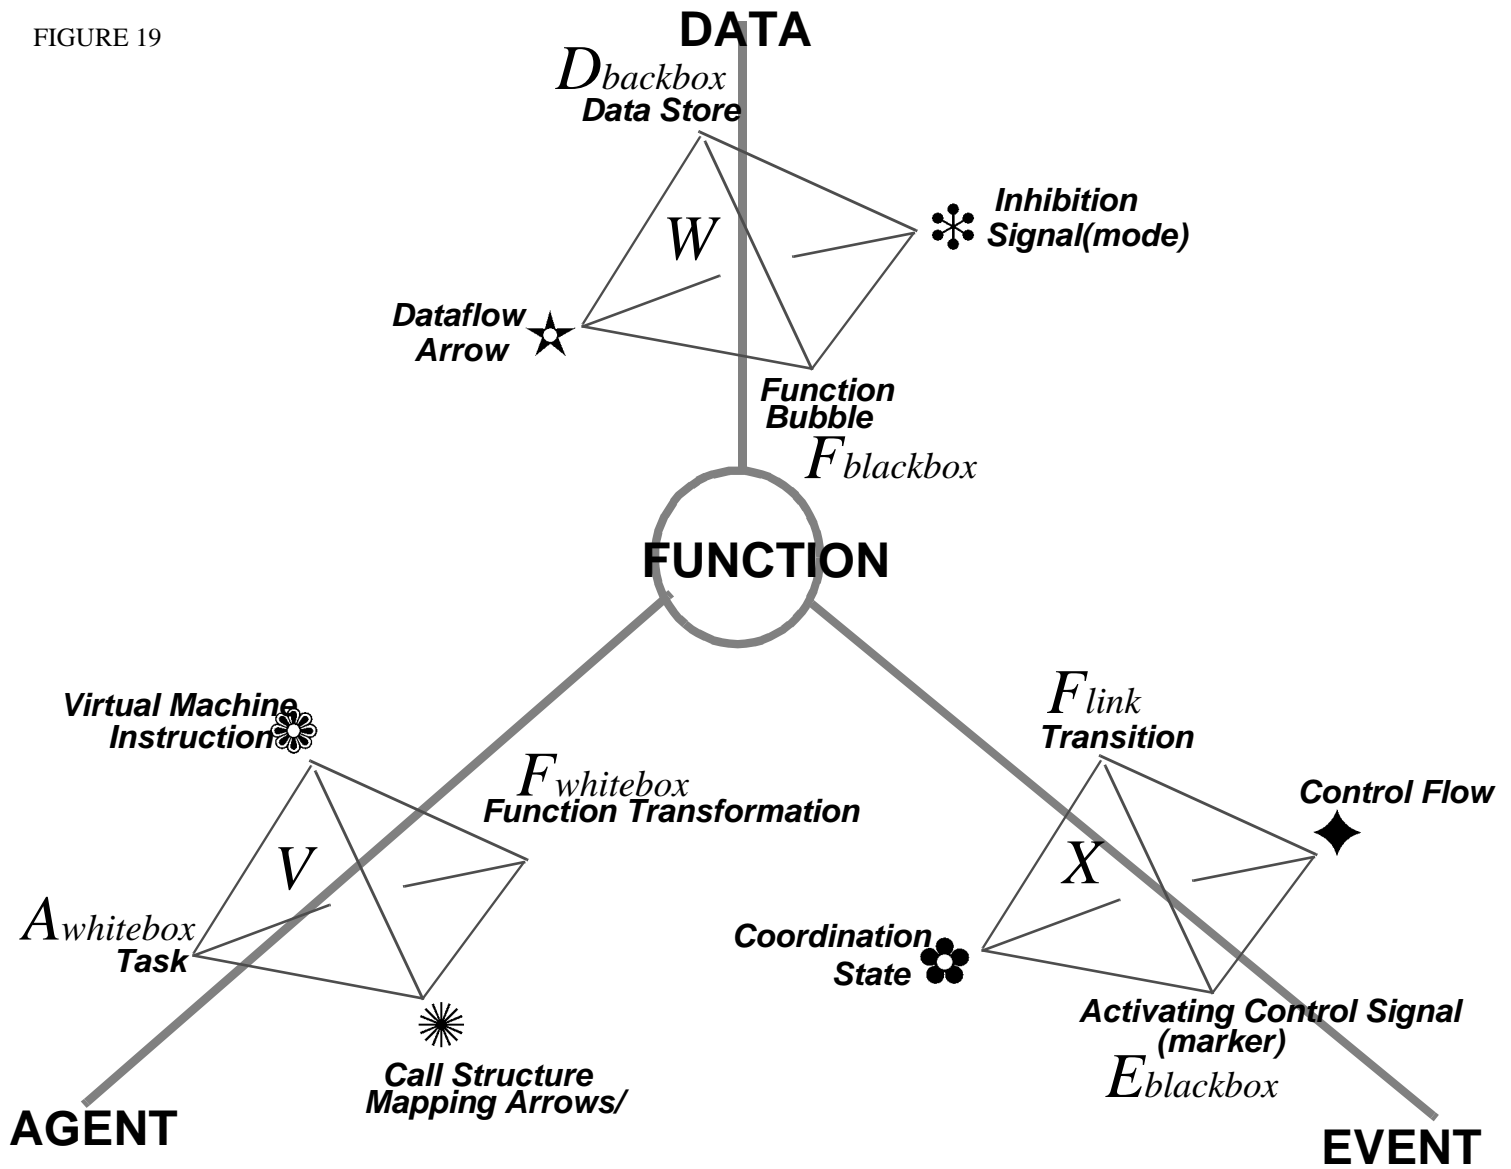 FIGURE 19
DATA
Dbackbox
Data Store
Inhibition
Signal(mode)
W
Dataflow
Arrow
Function
Bubble
Fblackbox
FUNCTION
Virtual Machine
Instruction
Fwhitebox
Function Transformation
V
Awhitebox
Task
Call Structure
Mapping Arrows/
AGENT
Flink
Transition
Control Flow
X
Coordination
State
Activating Control Signal
(marker)
Eblackbox
EVENT